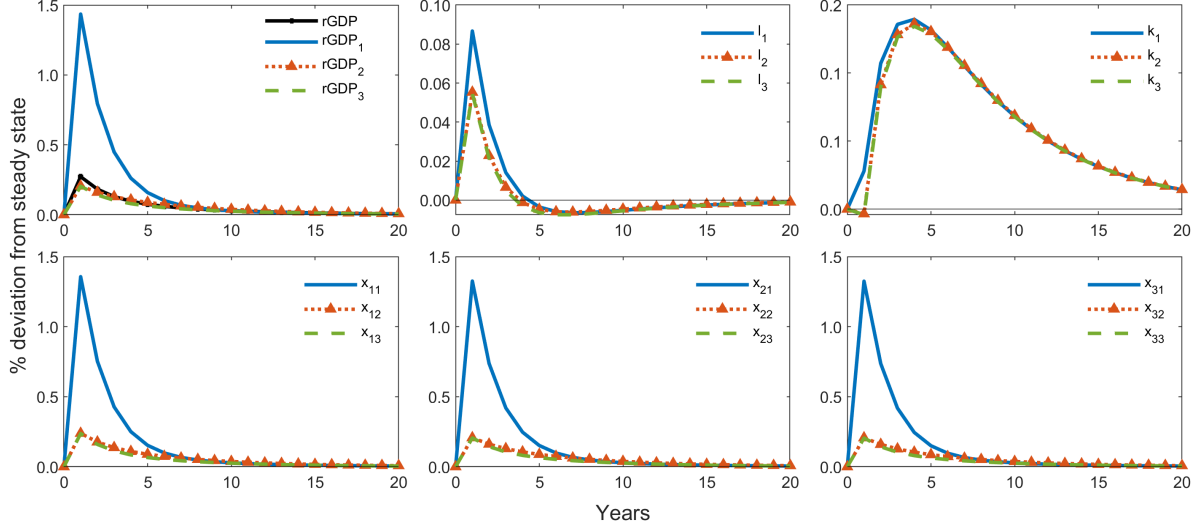 % deviation from steady state
1.5
1.0
0.5
0.0
0 5 10 15 20
rGDP
rGDP1
rGDP2
rGDP3
0.10
0.08
0.06
0.04
0.02
0.00
0 5 10 15 20
l1
l2
l3
0.2
0.1
0.1
0.0
0 5 10 15 20
k1
k2
k3
1.5
1.0
0.5
0.0
0 5 10 15 20
x11
x12
x13
1.5
1.0
0.5
0.0
0 5 10 15 20
x21
x22
x23
1.5
1.0
0.5
0.0
0 5 10 15 20
x31
x32
x33
Years